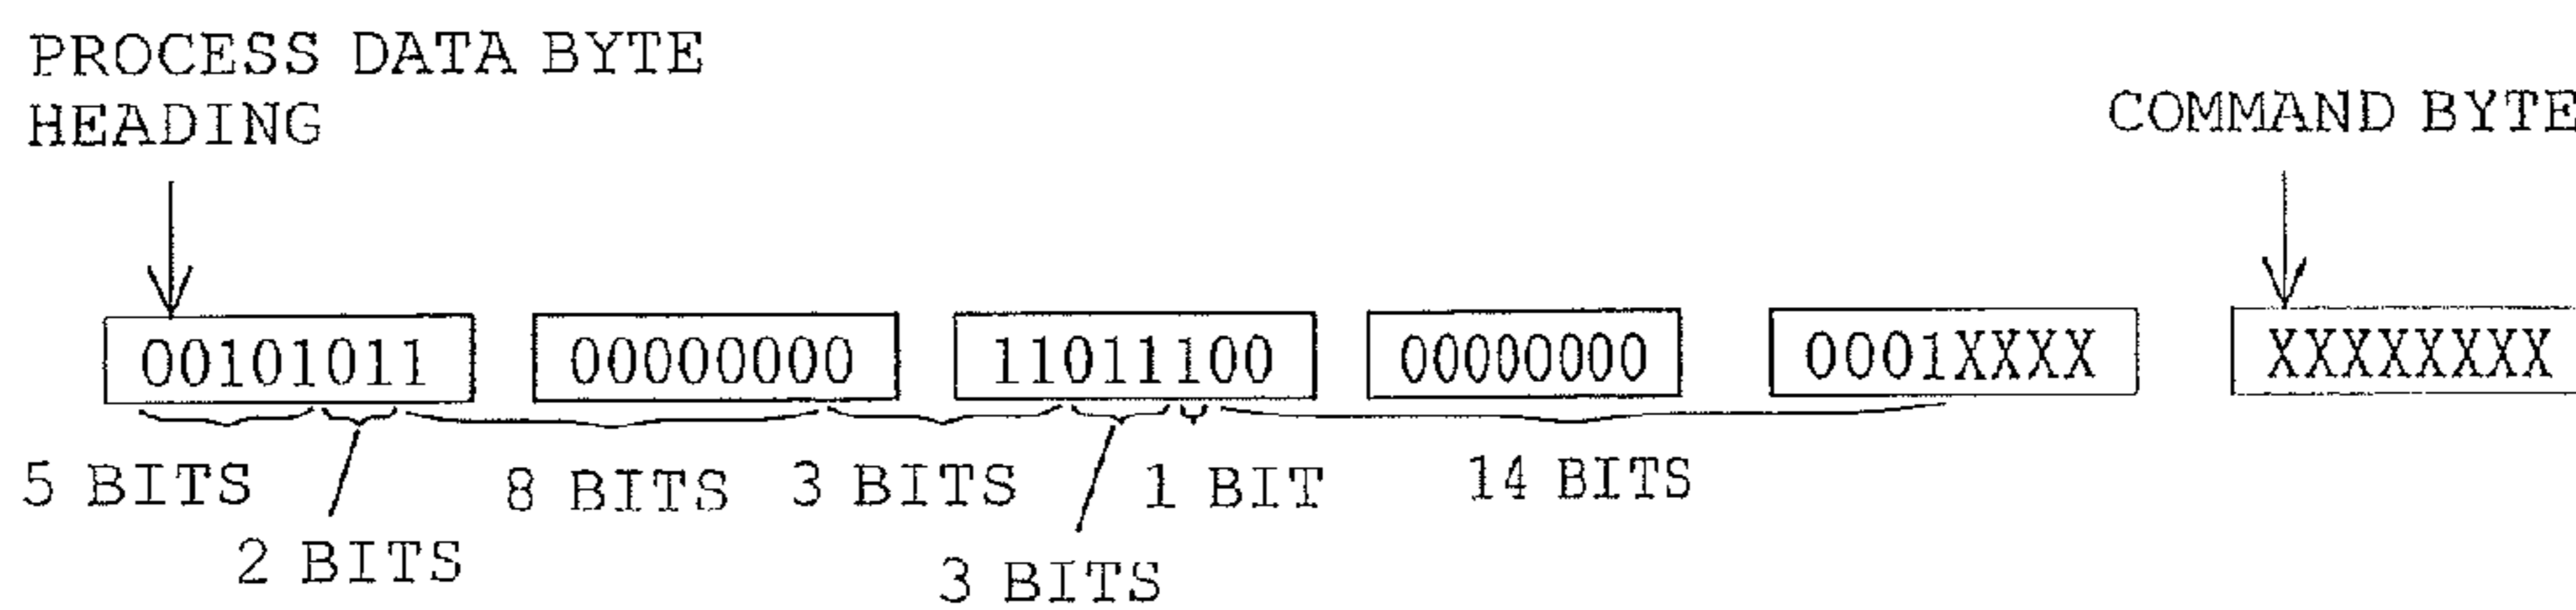 PROCESS DATA BYTE
HEADING
COMMAND BYTE
00101011 00000000 11011100 00000000 0001XXXX XXXXXXXX
5 BITS 8 BITS 3 BITS 1 BIT 14 BITS
2 BITS 3 BITS